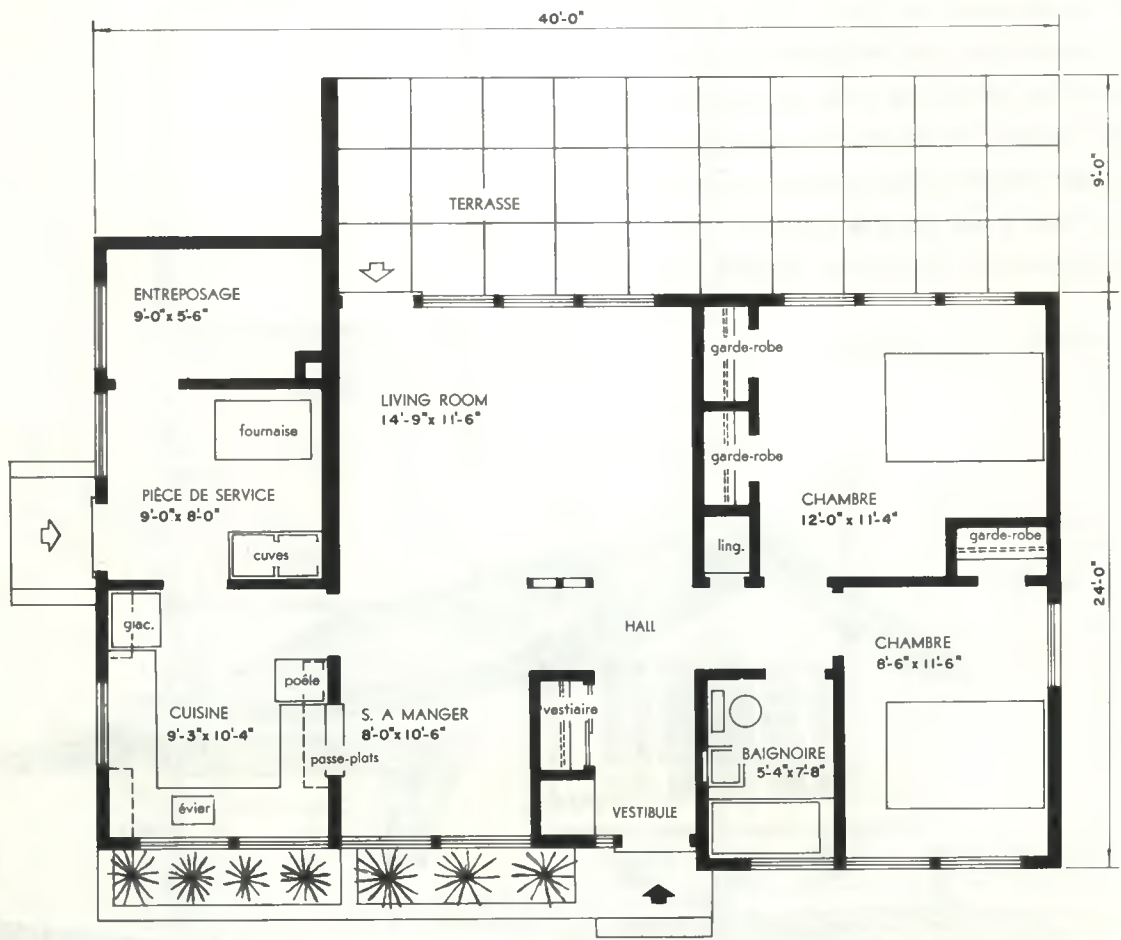 40'-0"
9'-0"
TERRASSE
ENTREPOSAGE
9'-0" x 5'-6"
garde-robe
LIVING ROOM
14'-9" x 11'-6"
fournaise
garde-robe
PIÈCE DE SERVICE
9'-0" x 8'-0"
CHAMBRE
12'-0" x 11'-4"
cuves
ling.
garde-robe
24'-0"
glac.
HALL
CHAMBRE
8'-6" x 11'-6"
poêle
CUISINE
9'-3" x 10'-4"
S. A MANGER
8'-0" x 10'-6"
vestiaire
passe-plats
BAIGNOIRE
5'-4" x 7'-8"
évier
VESTIBULE